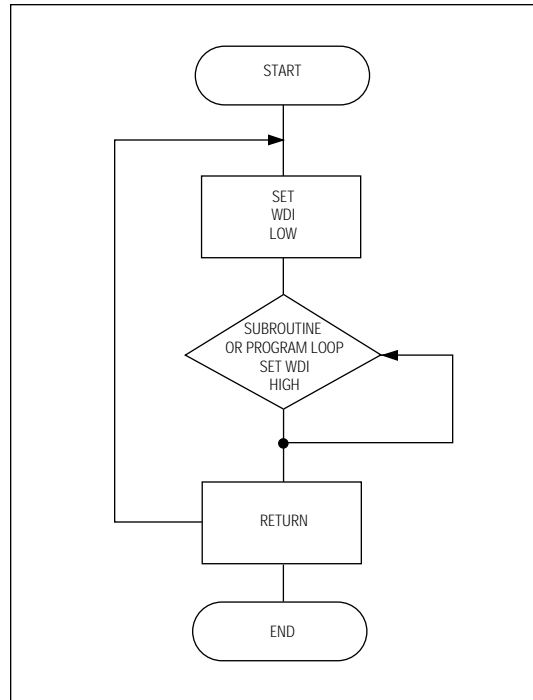 START
SET
WDI
LOW
SUBROUTINE
OR PROGRAM LOOP
SET WDI
HIGH
RETURN
END